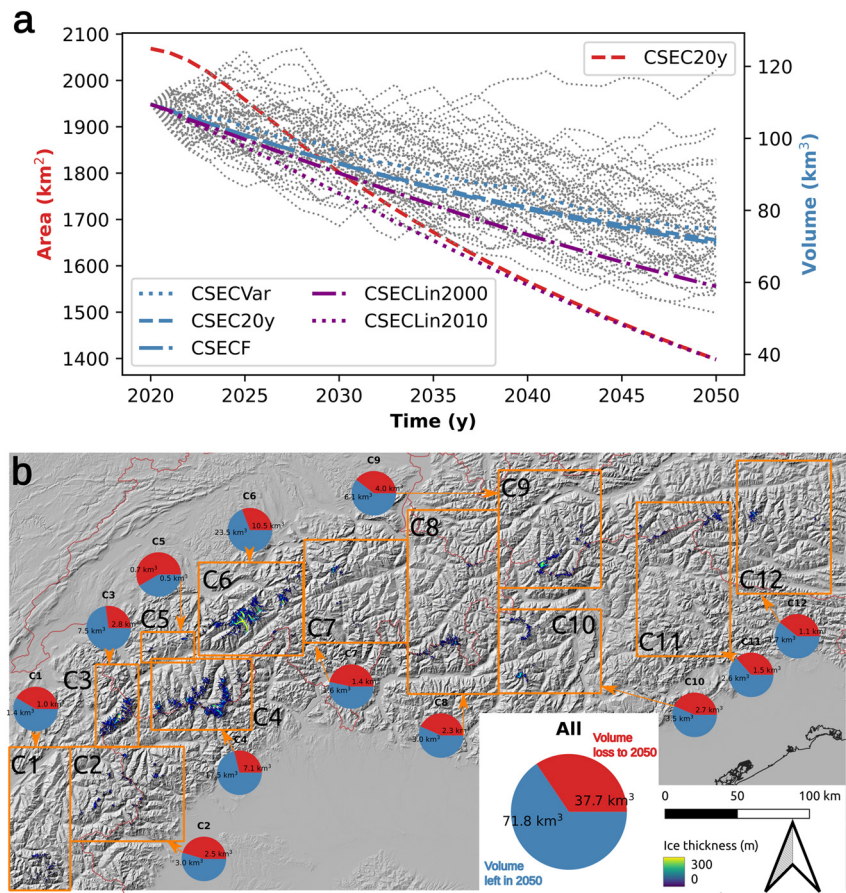 a
2100
2000
1900
1800
1700
1600
1500
1400
Area (km²)
CSEC20y
120
100
80
60
40
Volume (km³)
CSECVar
CSEC20y
CSECF
CSECLin2000
CSECLin2010
2020
2025
2030
2035
2040
2045
2050
Time (y)
b
C9
4.0 km³
6.1 km³
C6
10.5 km³
23.5 km³
C5
0.7 km³
0.5 km³
C3
2.8 km³
7.5 km³
C1
1.0 km³
1.4 km³
C9
C8
C12
C6
C5
C7
C10
C11
C3
C4
C1
C2
C12
1.1 km³
C11
1.5 km³
2.6 km³
C7
1.4 km³
C10
2.7 km³
3.5 km³
C8
2.3 km³
3.0 km³
C4
7.1 km³
C2
2.5 km³
3.0 km³
All
Volume
loss to 2050
37.7 km³
71.8 km³
Volume
left in 2050
0
50
100 km
Ice thickness (m)
300
0